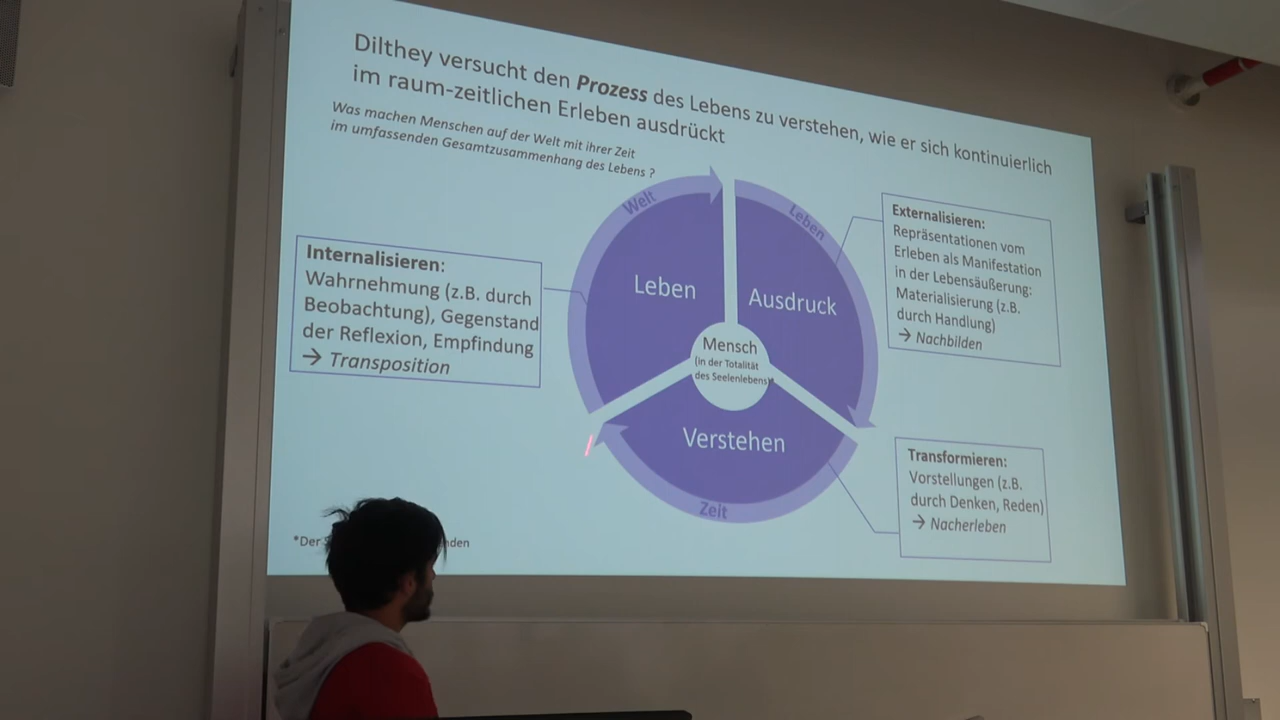 Dilthey versucht den Prozess des Lebens zu verstehen, wie er sich kontinuierlich
im raum-zeitlichen Erleben ausdrückt
Was machen Menschen auf der Welt mit ihrer Zeit
im umfassenden Gesamtzusammenhang des Lebens ?
Welt
Leben
Internalisieren:
Wahrnehmung (z.B. durch
Beobachtung), Gegenstand
der Reflexion, Empfindung
→ Transposition
Leben
Ausdruck
Externalisieren:
Repräsentationen vom
Erleben als Manifestation
in der Lebensäußerung:
Materialisierung (z.B.
durch Handlung)
→ Nachbilden
Mensch
(in der Totalität
des Seelenlebens)*
Verstehen
Zeit
Transformieren:
Vorstellungen (z.B.
durch Denken, Reden)
→ Nacherleben
*Der